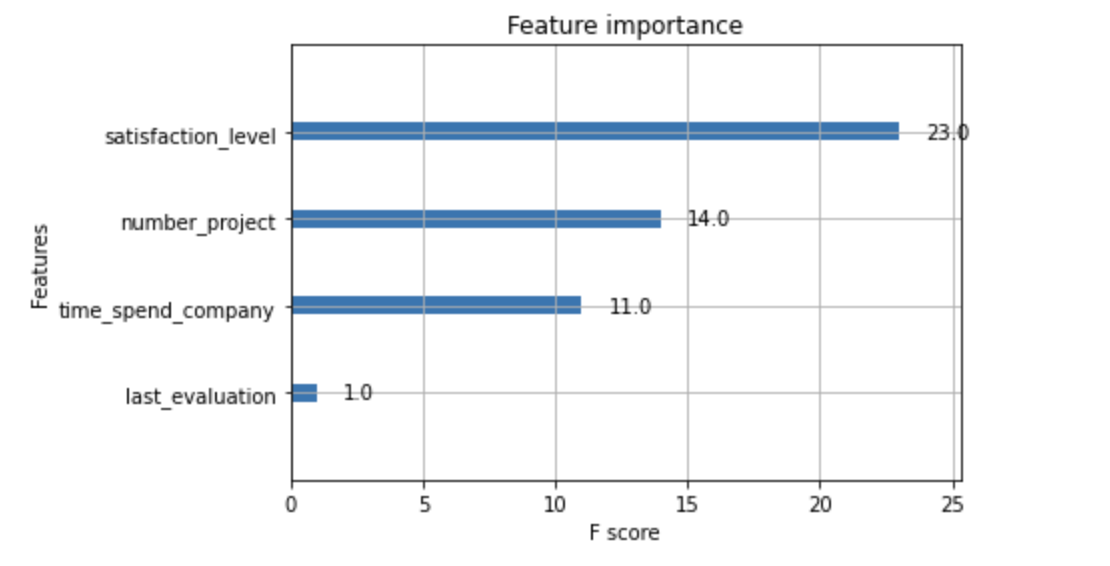 Feature importance
satisfaction_level
23.0
number_project
14.0
Features
time_spend_company
11.0
last_evaluation
1.0
0 5 10 15 20 25
F score